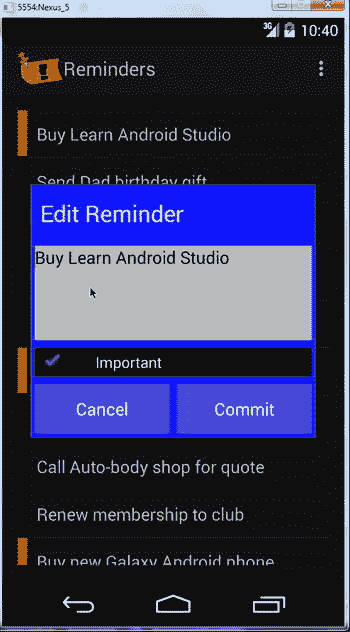 5554:Nexus_5
3G 10:40
Reminders
Buy Learn Android Studio
Send Dad birthday gift
Edit Reminder
Buy Learn Android Studio
Important
Cancel
Commit
Call Auto-body shop for quote
Renew membership to club
Buy new Galaxy Android phone